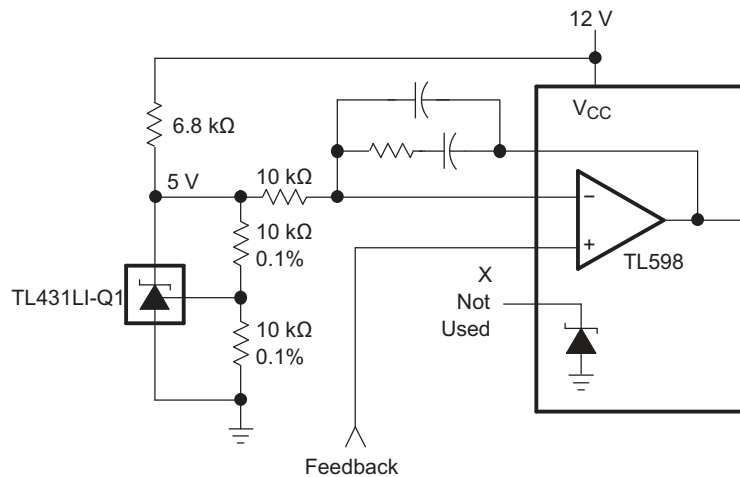 12 V
V_CC
6.8 kΩ
5 V
10 kΩ
10 kΩ
0.1%
TL431LI-Q1
10 kΩ
0.1%
−
+
TL598
X
Not
Used
Feedback